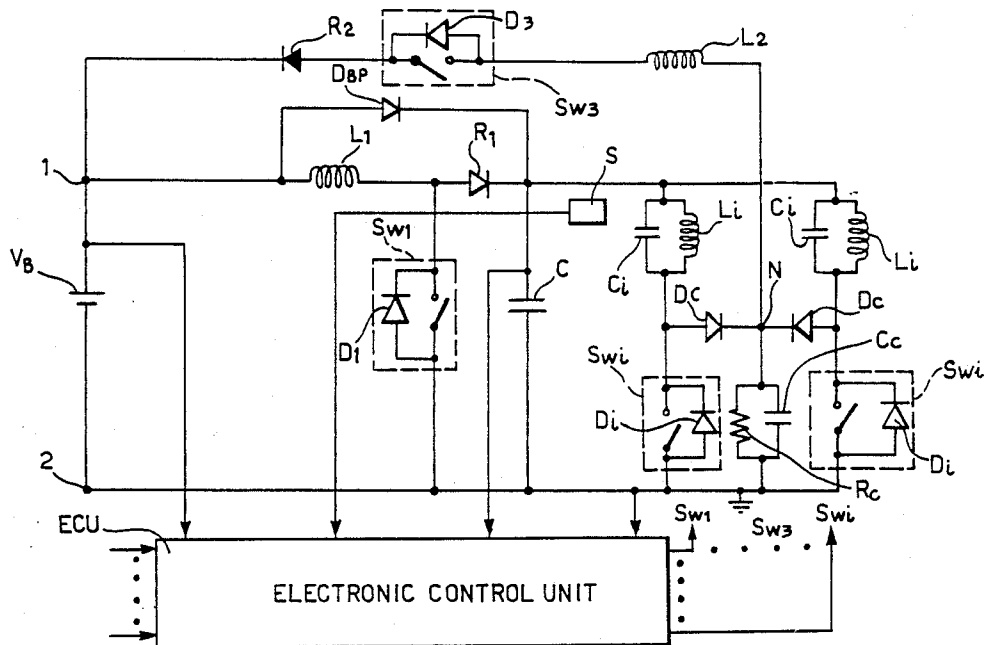 D3
R2
L2
DBP
Sw3
L1
R1
S
1
Sw1
Li
Ci
Ci
Li
VB
C
N
Dc
Dc
D1
Cc
Swi
Swi
Di
Di
2
Rc
ECU
Sw1
Sw3
Swi
ELECTRONIC CONTROL UNIT